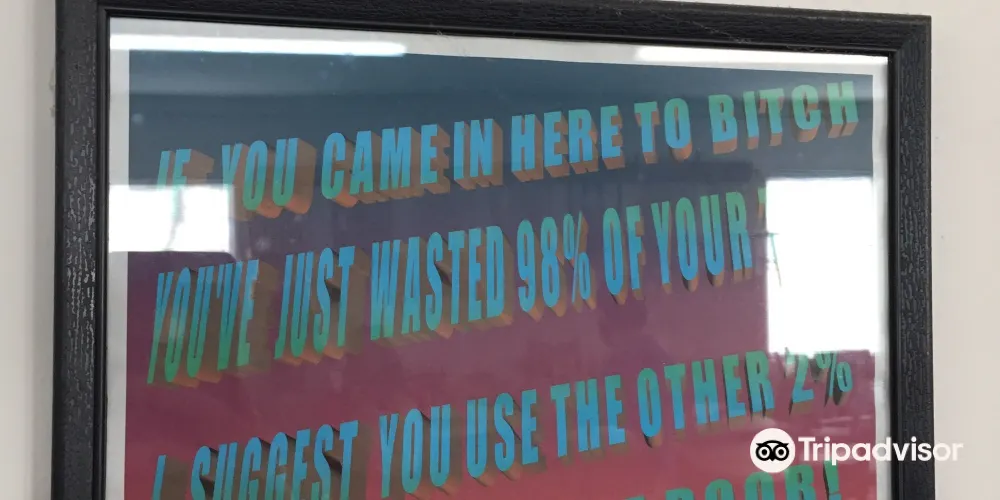 IF YOU CAME IN HERE TO BITCH
YOU'VE JUST WASTED 98% OF YOUR
I SUGGEST YOU USE THE OTHER 2%
Tripadvisor